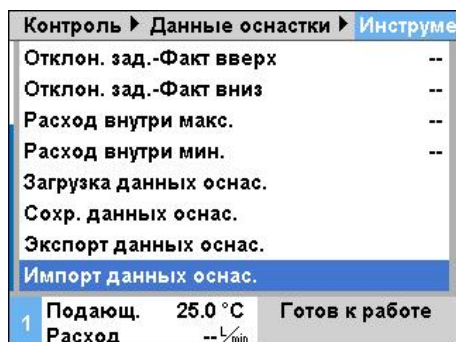 Контроль ▶ Данные оснастки ▶ Инструме
Отклон. зад.-Факт вверх --
Отклон. зад.-Факт вниз --
Расход внутри макс. --
Расход внутри мин. --
Загрузка данных оснас.
Сохр. данных оснас.
Экспорт данных оснас.
Импорт данных оснас.
1 Подающ. 25.0 °C Готов к работе
Расход -- L/min